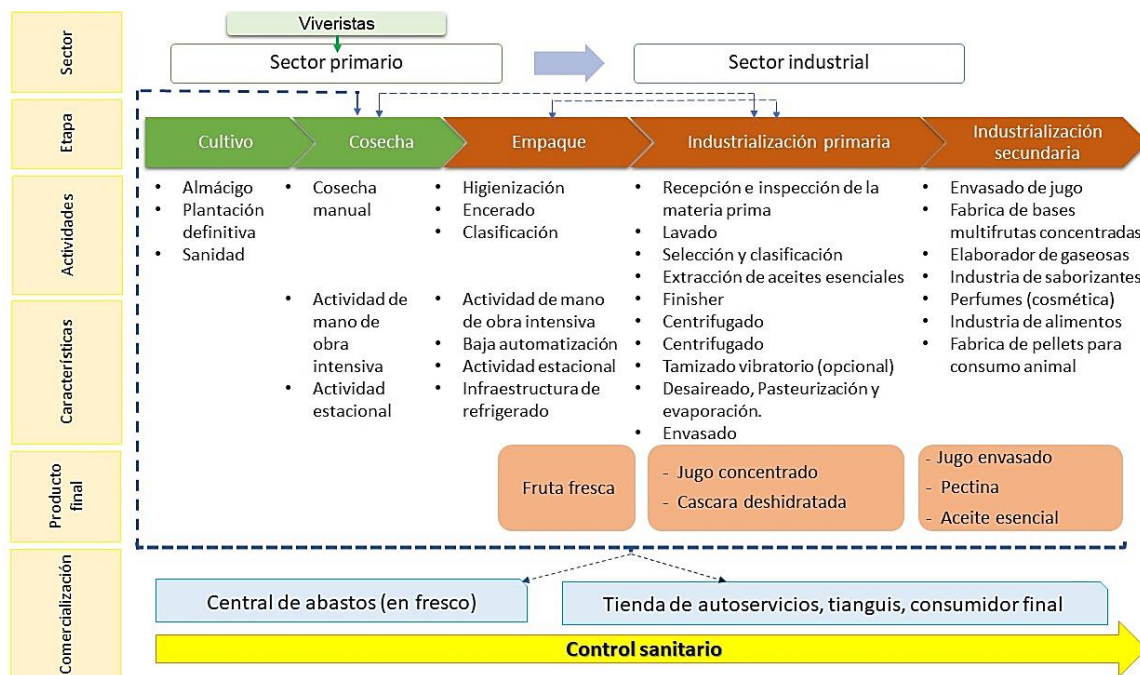 Sector
Viveristas
Sector primario
Sector industrial
Etapa
Cultivo
Cosecha
Empaque
Industrialización primaria
Industrialización
secundaria
Actividades
• Almácigo
• Plantación
definitiva
• Sanidad
• Cosecha
manual
• Higienización
• Encerado
• Clasificación
• Recepción e inspección de la
materia prima
• Lavado
• Selección y clasificación
• Extracción de aceites esenciales
• Finisher
• Centrifugado
• Centrifugado
• Tamizado vibratorio (opcional)
• Desaireado, Pasteurización y
evaporación.
• Envasado
• Envasado de jugo
• Fabrica de bases
multifrutas concentradas
• Elaborador de gaseosas
• Industria de saborizantes
• Perfumes (cosmética)
• Industria de alimentos
• Fabrica de pellets para
consumo animal
Características
• Actividad de
mano de
obra
intensiva
• Actividad
estacional
• Actividad de mano
de obra intensiva
• Baja automatización
• Actividad estacional
• Infraestructura de
refrigerado
Producto
final
Fruta fresca
- Jugo concentrado
- Cascara deshidratada
- Jugo envasado
- Pectina
- Aceite esencial
Comercialización
Central de abastos (en fresco)
Tienda de autoservicios, tianguis, consumidor final
Control sanitario